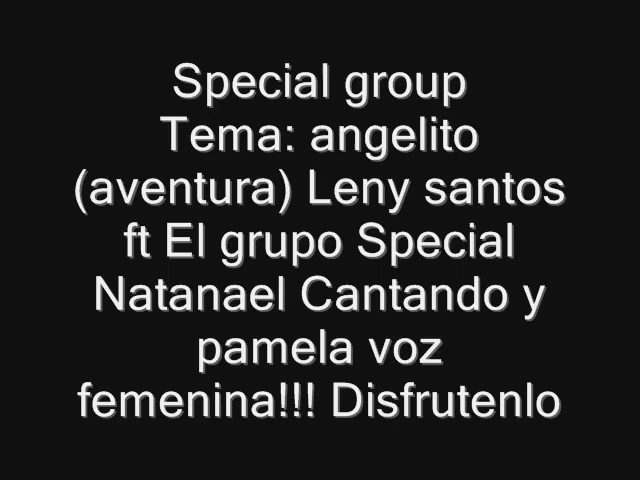 Special group
Tema: angelito
(aventura) Leny santos
ft El grupo Special
Natanael Cantando y
pamela voz
femenina!!! Disfrutenlo